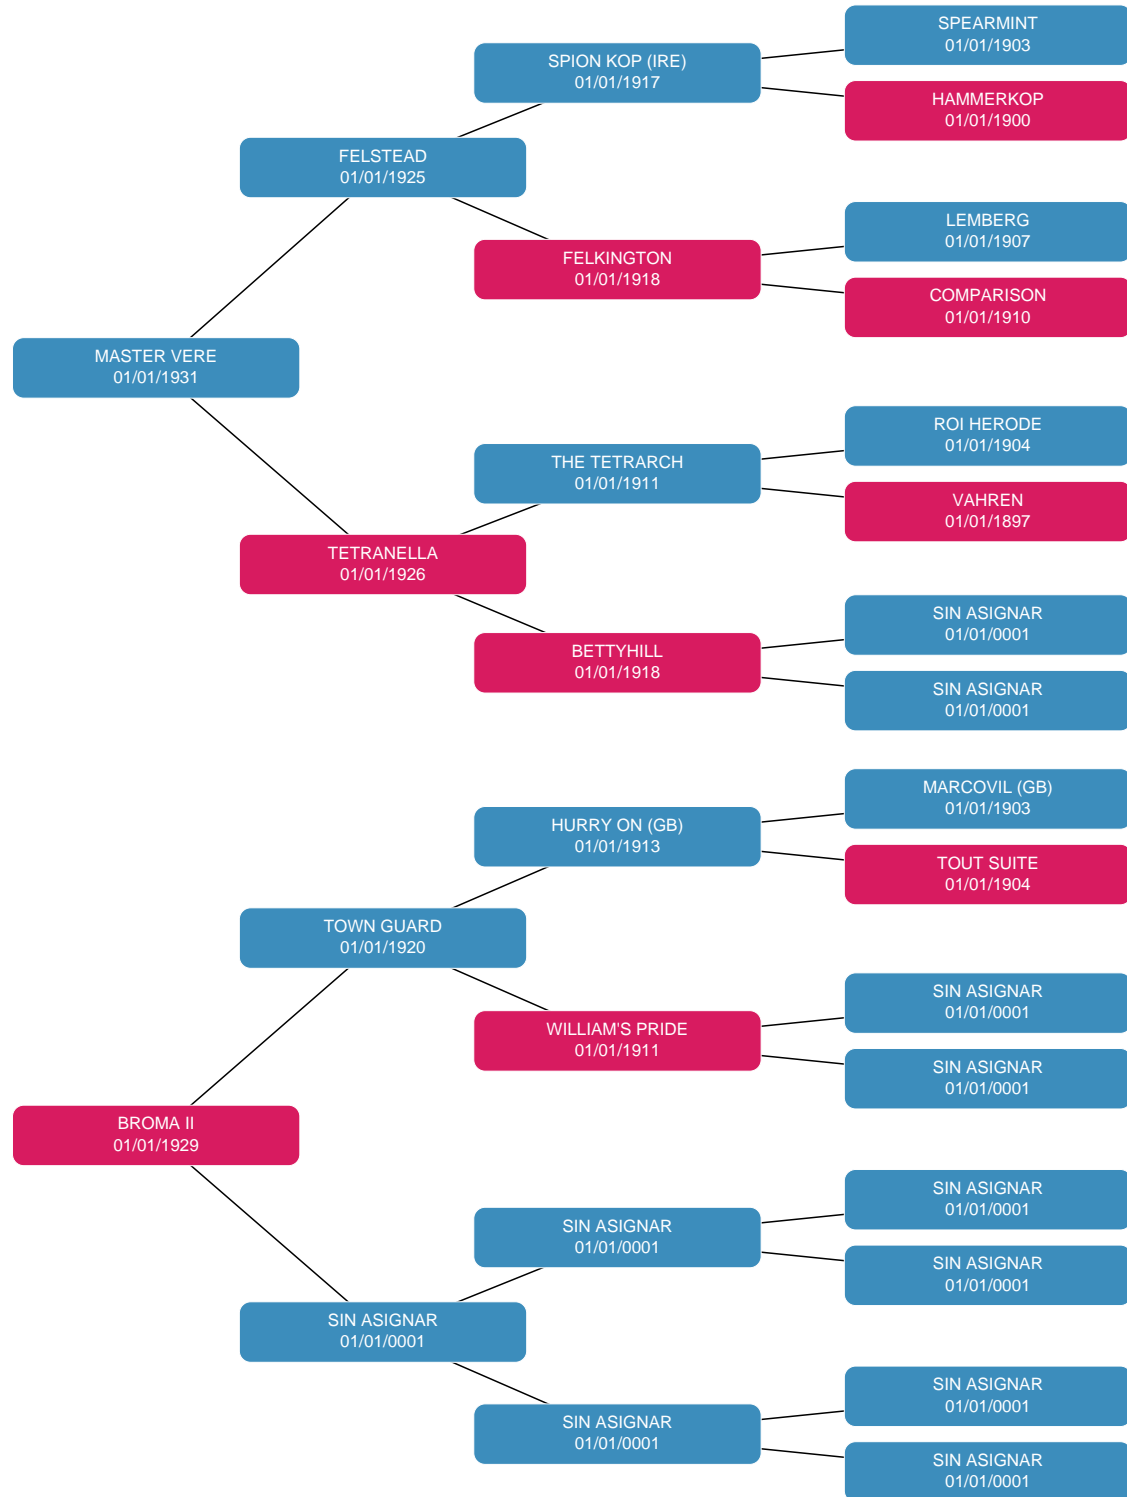 SPEARMINT
01/01/1903
SPION KOP (IRE)
01/01/1917
HAMMERKOP
01/01/1900
FELSTEAD
01/01/1925
LEMBERG
01/01/1907
FELKINGTON
01/01/1918
COMPARISON
01/01/1910
MASTER VERE
01/01/1931
ROI HERODE
01/01/1904
THE TETRARCH
01/01/1911
VAHREN
01/01/1897
TETRANELLA
01/01/1926
SIN ASIGNAR
01/01/0001
BETTYHILL
01/01/1918
SIN ASIGNAR
01/01/0001
MARCOVIL (GB)
01/01/1903
HURRY ON (GB)
01/01/1913
TOUT SUITE
01/01/1904
TOWN GUARD
01/01/1920
SIN ASIGNAR
01/01/0001
WILLIAM'S PRIDE
01/01/1911
SIN ASIGNAR
01/01/0001
BROMA II
01/01/1929
SIN ASIGNAR
01/01/0001
SIN ASIGNAR
01/01/0001
SIN ASIGNAR
01/01/0001
SIN ASIGNAR
01/01/0001
SIN ASIGNAR
01/01/0001
SIN ASIGNAR
01/01/0001
SIN ASIGNAR
01/01/0001